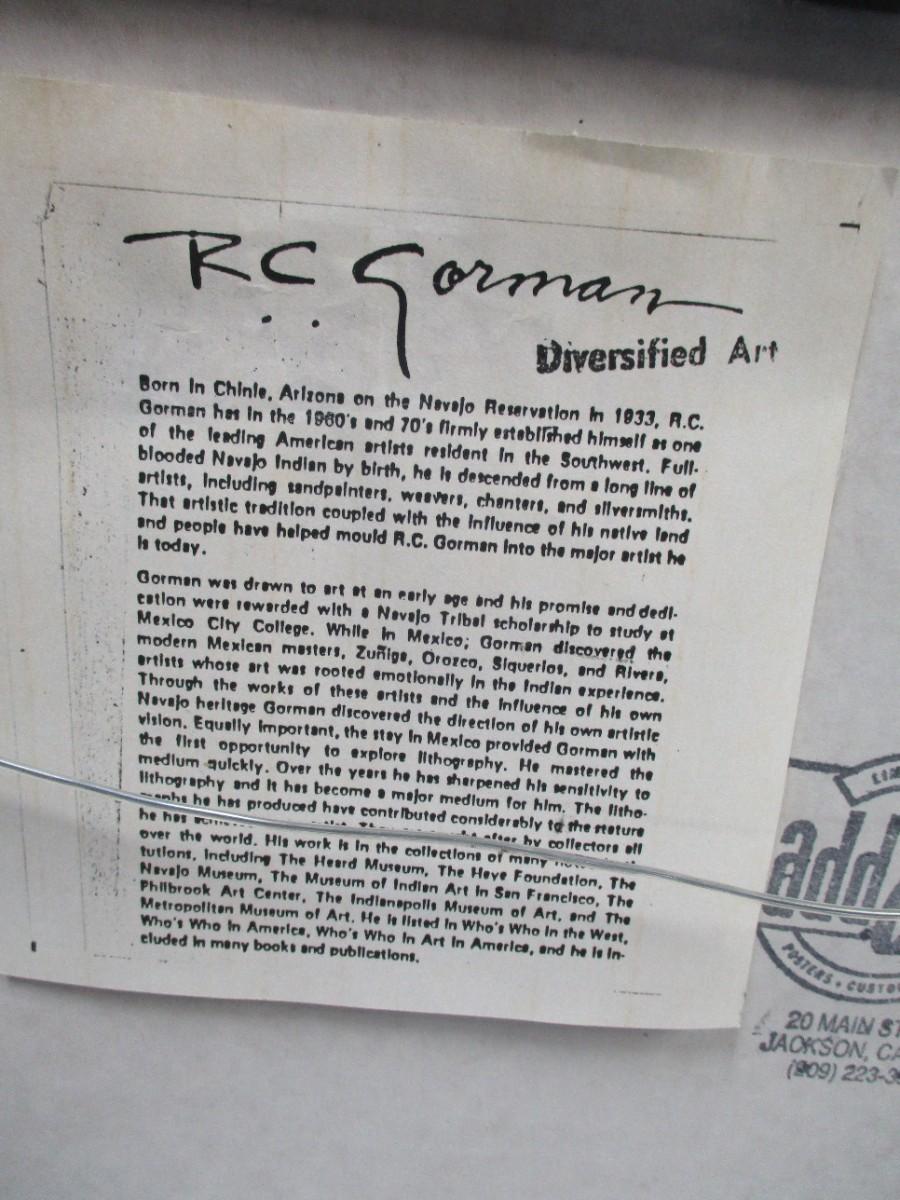 R.C. Gorman
Diversified Art
Born in Chinle, Arizona on the Navajo Reservation in 1933, R.C.
Gorman has in the 1960's and 70's firmly established himself as one
of the leading American artists resident in the Southwest. Full-
blooded Navajo Indian by birth, he is descended from a long line of
artists, including sandpainters, weavers, chanters, and silversmiths.
That artistic tradition coupled with the influence of his native land
and people have helped mould R.C. Gorman into the major artist he
is today.
Gorman was drawn to art at an early age and his promise and dedi-
cation were rewarded with a Navajo Tribal scholarship to study at
Mexico City College. While in Mexico; Gorman discovered the
modern Mexican masters, Zuñiga, Orozco, Siquerios, and Rivera,
artists whose art was rooted emotionally in the Indian experience.
Through the works of these artists and the influence of his own
Navajo heritage Gorman discovered the direction of his own artistic
vision. Equally important, the stay in Mexico provided Gorman with
the first opportunity to explore lithography. He mastered the
medium quickly. Over the years he has sharpened his sensitivity to
lithography and it has become a major medium for him. The litho-
graphs he has produced have contributed considerably to the stature
he has after by collectors all
over the world. His work is in the collections of many
tutions, including The Heard Museum, The Heye Foundation, The
Navajo Museum, The Museum of Indian Art in San Francisco, The
Philbrook Art Center, The Indianapolis Museum of Art, and The
Metropolitan Museum of Art. He is listed in Who's Who in the West,
Who's Who in America, Who's Who in Art in America, and he is in-
cluded in many books and publications.
add
POSTERS • CUSTO
20 MAIN ST
JACKSON, CA
(909) 223-3